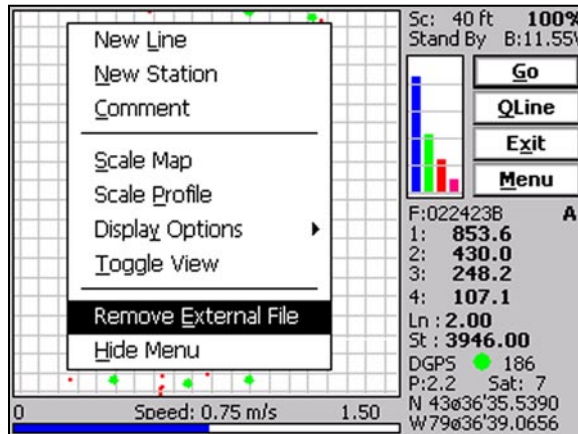 New Line
New Station
Comment
Scale Map
Scale Profile
Display Options
Toggle View
Remove External File
Hide Menu
0 Speed: 0.75 m/s 1.50
Sc: 40 ft 100%
Stand By B:11.55V
Go
QLine
Exit
Menu
F:022423B A
1: 853.6
2: 430.0
3: 248.2
4: 107.1
Ln : 2.00
St : 3946.00
DGPS 186
P:2.2 Sat: 7
N 43ø36'35.5390
W79ø36'39.0656